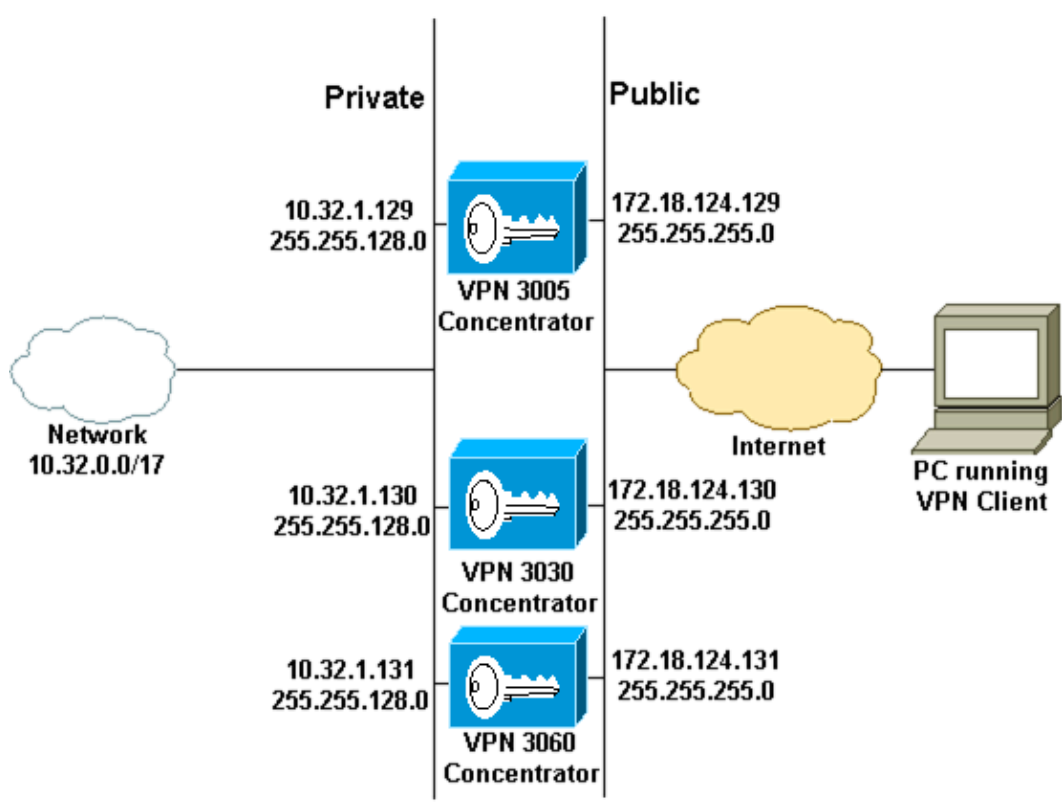 Private
Public
10.32.1.129
255.255.128.0
172.18.124.129
255.255.255.0
VPN 3005
Concentrator
Network
10.32.0.0/17
Internet
PC running
VPN Client
10.32.1.130
255.255.128.0
172.18.124.130
255.255.255.0
VPN 3030
Concentrator
10.32.1.131
255.255.128.0
172.18.124.131
255.255.255.0
VPN 3060
Concentrator